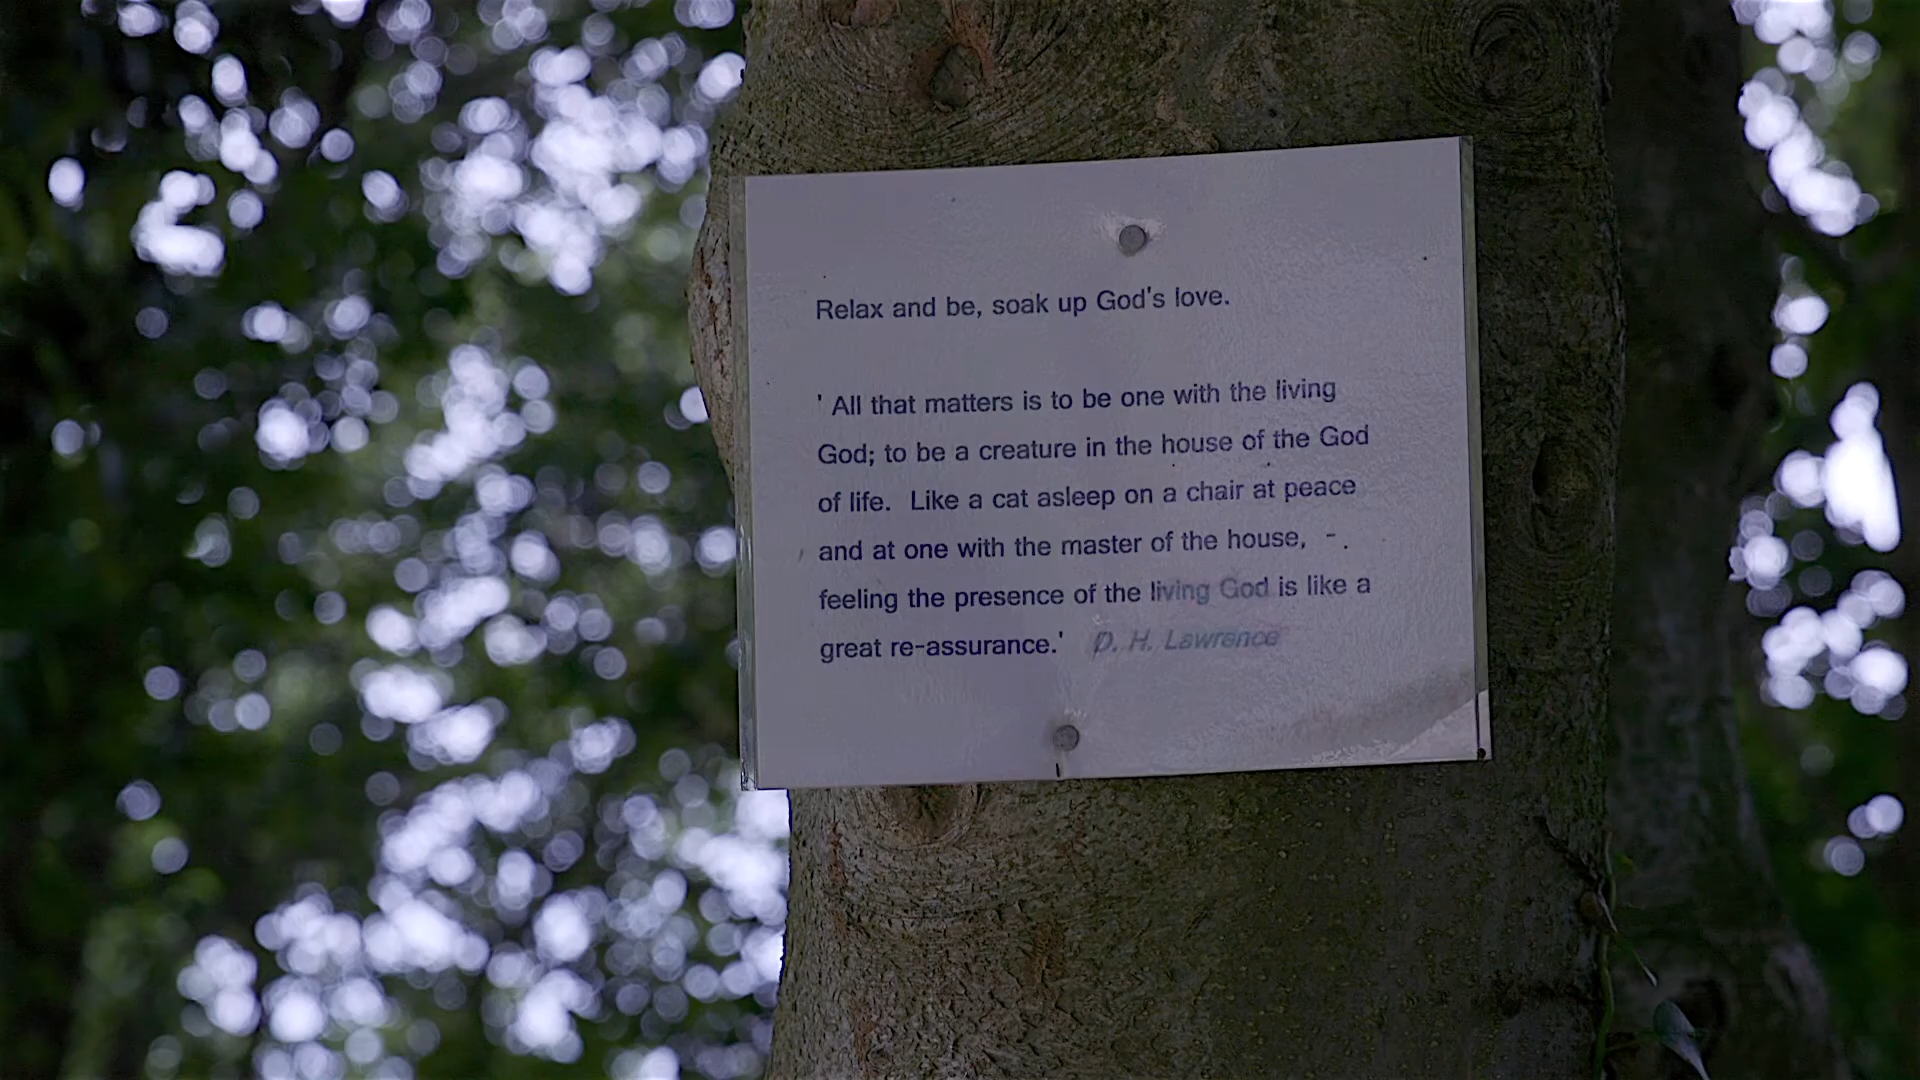 Relax and be, soak up God's love.
' All that matters is to be one with the living
God; to be a creature in the house of the God
of life. Like a cat asleep on a chair at peace
and at one with the master of the house, - .
feeling the presence of the living God is like a
great re-assurance.' D. H. Lawrence